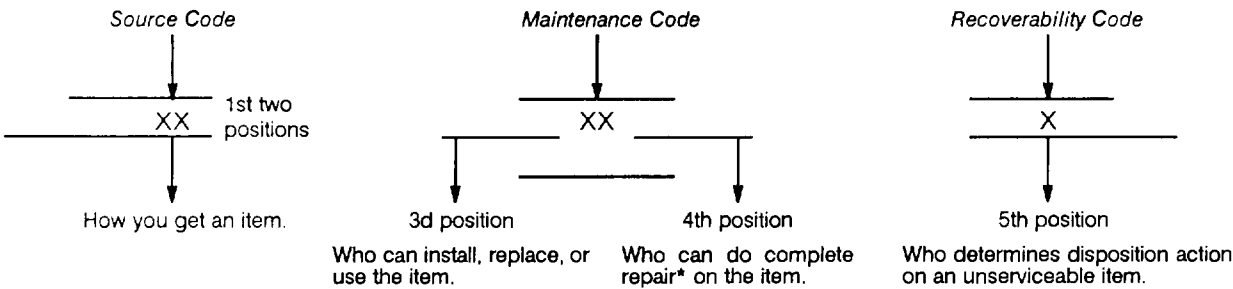 Source Code
Maintenance Code
Recoverability Code
1st two
positions
XX
XX
X
How you get an item.
3d position
4th position
5th position
Who can install, replace, or
use the item.
Who can do complete
repair* on the item.
Who determines disposition action
on an unserviceable item.